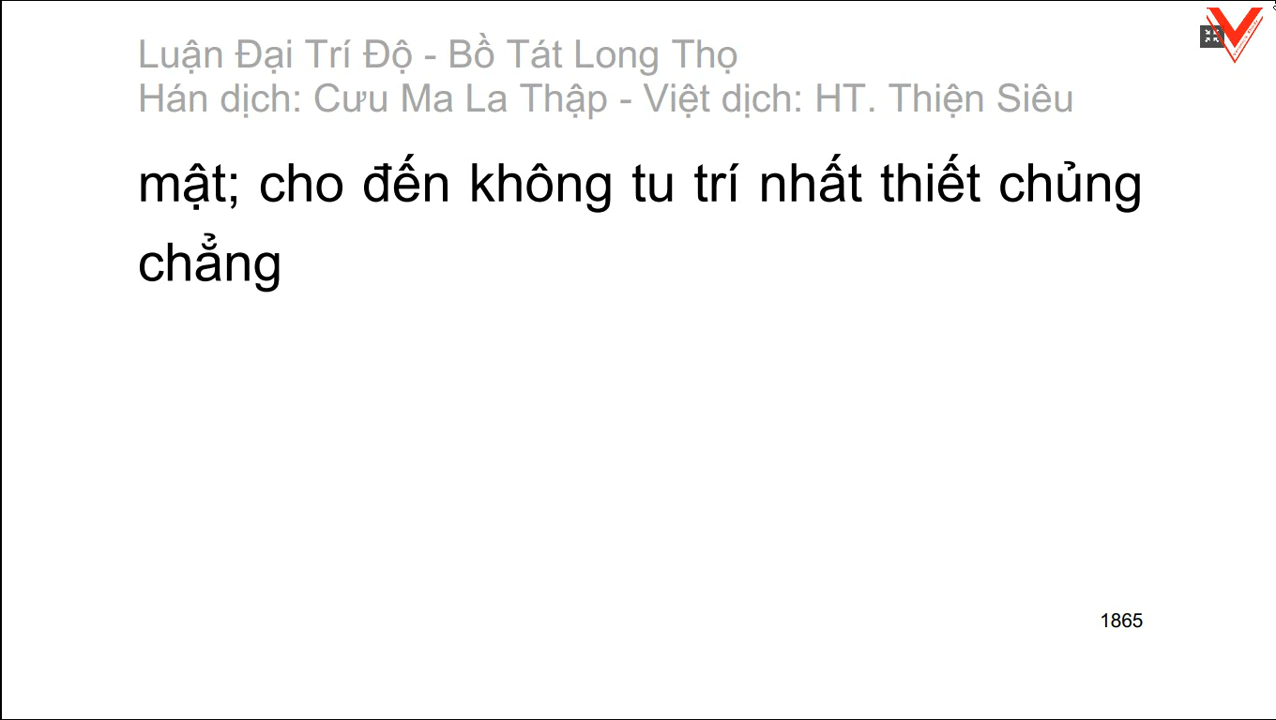 Luận Đại Trí Độ - Bồ Tát Long Thọ
Hán dịch: Cưu Ma La Thập - Việt dịch: HT. Thiện Siêu
mật; cho đến không tu trí nhất thiết chủng
chẳng
1865